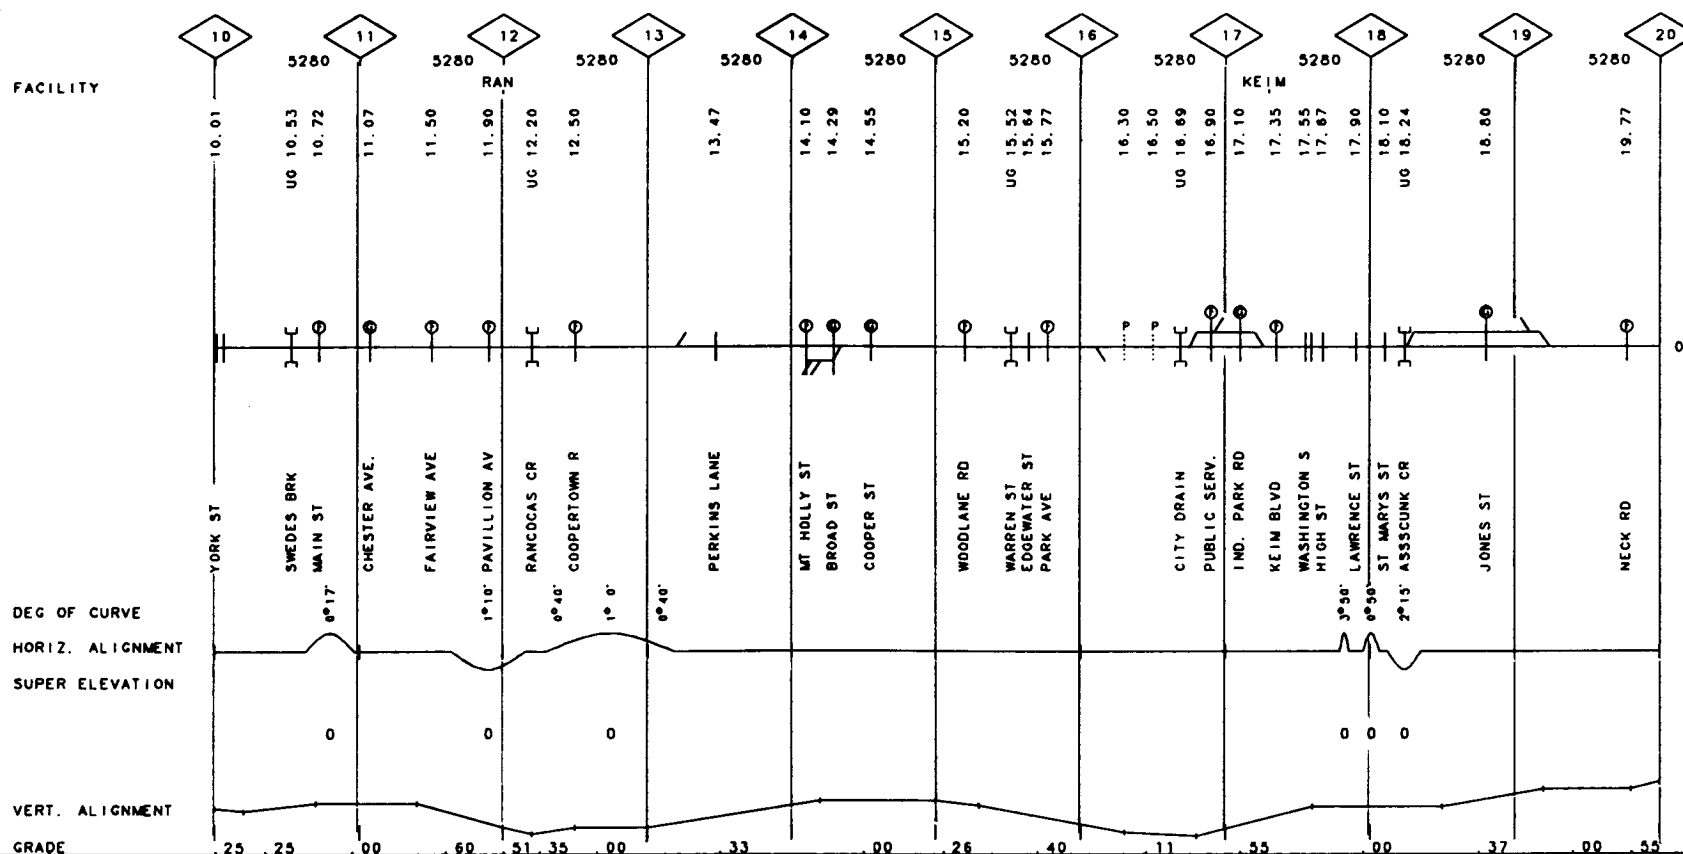 10 11 12 13 14 15 16 17 18 19 20
5280 5280 5280 5280 5280 5280 5280 5280 5280 5280
FACILITY RAN KEIM
10.01 UG 10.53 10.72 11.07 11.50 11.90 UG 12.20 12.50 13.47 14.10 14.29 14.55 15.20 UG 15.52 15.64 15.77 16.30 16.50 UG 16.69 16.90 17.10 17.35 17.55 17.67 17.90 18.10 UG 18.24 18.80 19.77
P P
0
YORK ST
SWEDES BRK
MAIN ST
CHESTER AVE.
FAIRVIEW AVE
PAVILLION AV
RANCOCAS CR
COOPERTOWN R
PERKINS LANE
MT HOLLY ST
BROAD ST
COOPER ST
WOODLANE RD
WARREN ST
EDGEWATER ST
PARK AVE
CITY DRAIN
PUBLIC SERV.
IND. PARK RD
KEIM BLVD
WASHINGTON S
HIGH ST
LAWRENCE ST
ST MARYS ST
ASSSCUNK CR
JONES ST
NECK RD
DEG OF CURVE 0°17' 1°10' 0°40' 1° 0' 0°40' 3°50' 0°50' 2°15'
HORIZ. ALIGNMENT
SUPER ELEVATION
0 0 0 0 0 0
VERT. ALIGNMENT
GRADE .25 .25 .00 .60 .51 .35 .00 .33 .00 .26 .40 .11 .55 .00 .37 .00 .55